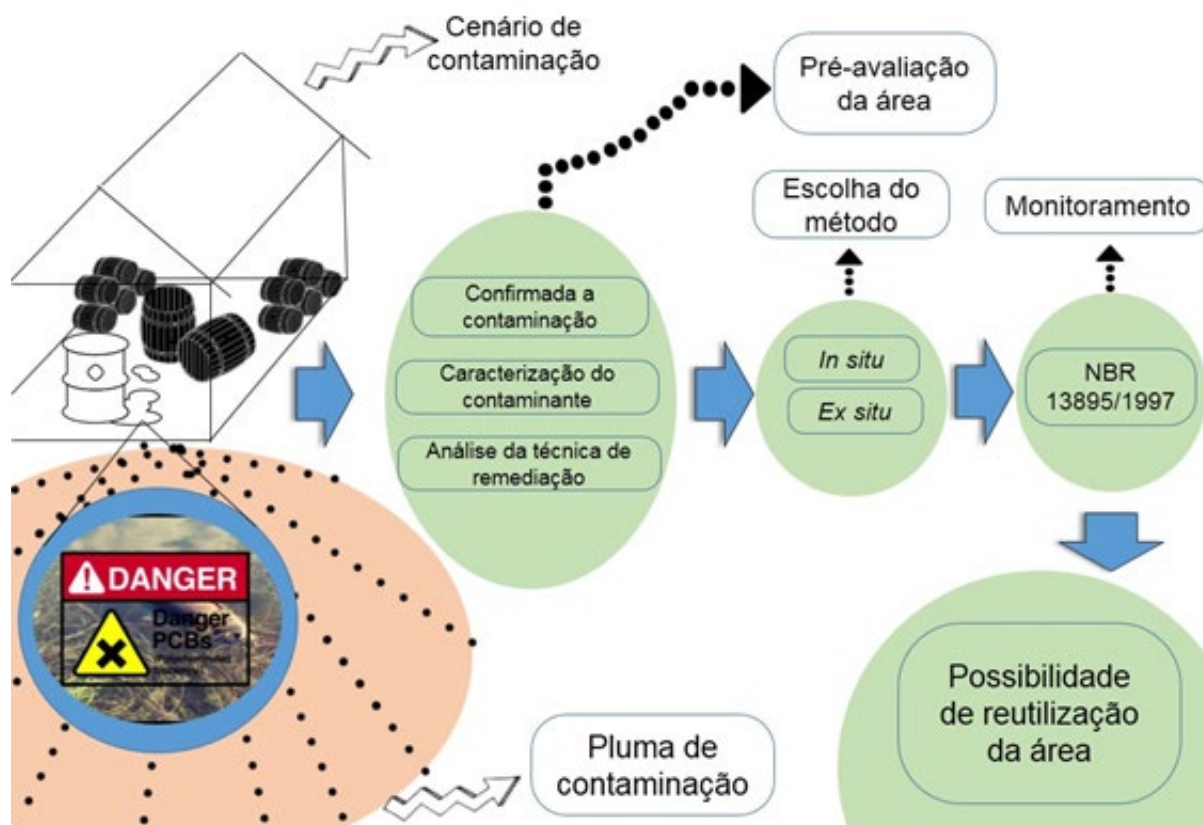 Cenário de
contaminação
Pré-avaliação
da área
Escolha do
método
Monitoramento
Confirmada a
contaminação
Caracterização do
contaminante
Análise da técnica de
remediação
In situ
Ex situ
NBR
13895/1997
DANGER
Danger
PCBs
Possibilidade
de reutilização
da área
Pluma de
contaminação